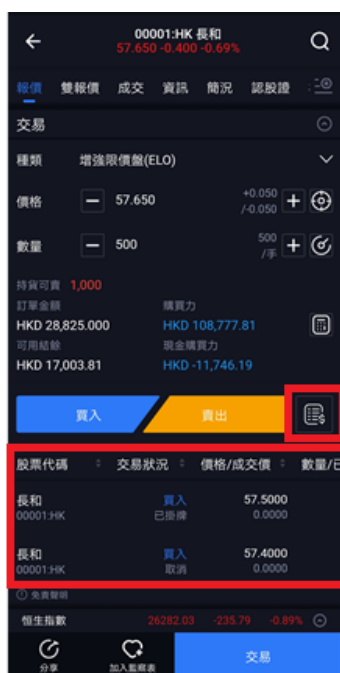 00001:HK 長和
57.650 -0.400 -0.69%
報價 雙報價 成交 資訊 簡況 認股證
交易
種類 增強限價盤(ELO)
價格 57.650 +0.050
/-0.050
數量 500 500
/手
持貨可賣 1,000
訂單金額 購買力
HKD 28,825.000 HKD 108,777.81
可用結餘 現金購買力
HKD 17,003.81 HKD -11,746.19
買入 賣出
股票代碼 交易狀況 價格/成交價 數量/已
長和 買入 57.5000
00001:HK 已掛牌 0.0000
長和 買入 57.4000
00001:HK 取消 0.0000
免責聲明
恒生指數 26282.03 -235.79 -0.89%
分享 加入監察表 交易